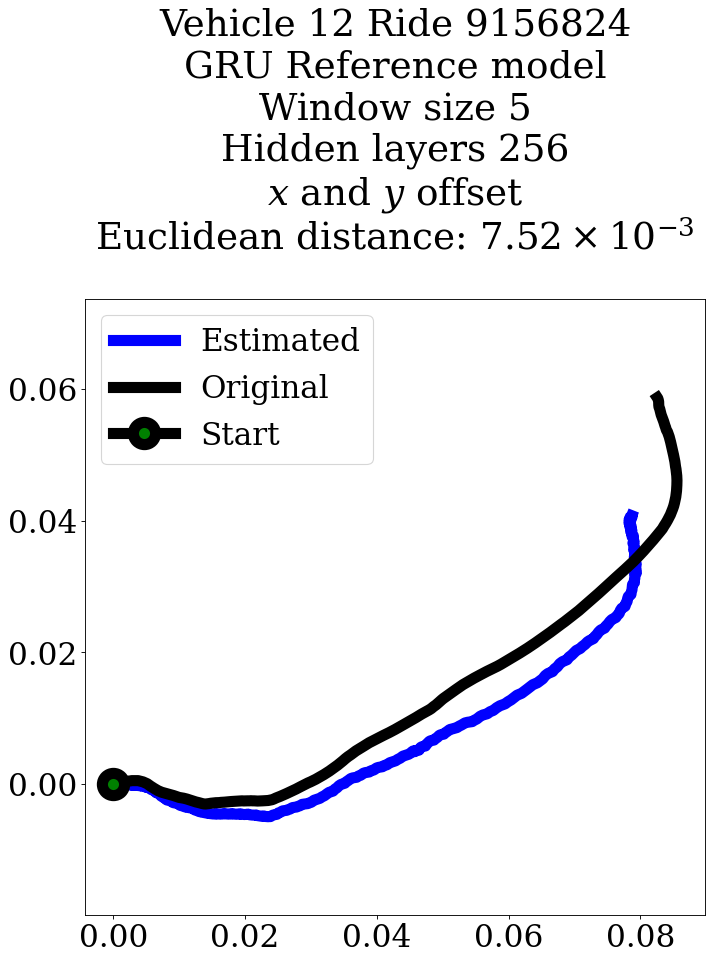 Vehicle 12 Ride 9156824
GRU Reference model
Window size 5
Hidden layers 256
x and y offset
Euclidean distance: 7.52 × 10⁻³
Estimated
Original
Start
0.06
0.04
0.02
0.00
0.00 0.02 0.04 0.06 0.08